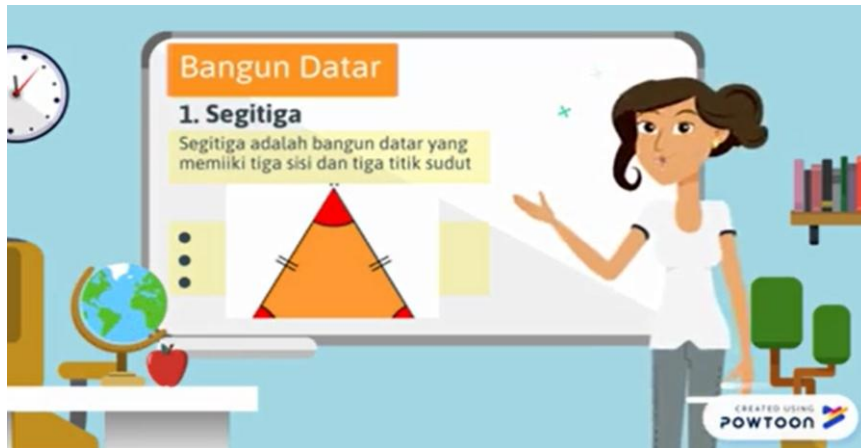 Bangun Datar
1. Segitiga
Segitiga adalah bangun datar yang
memiiki tiga sisi dan tiga titik sudut
CREATED USING
POWTOON